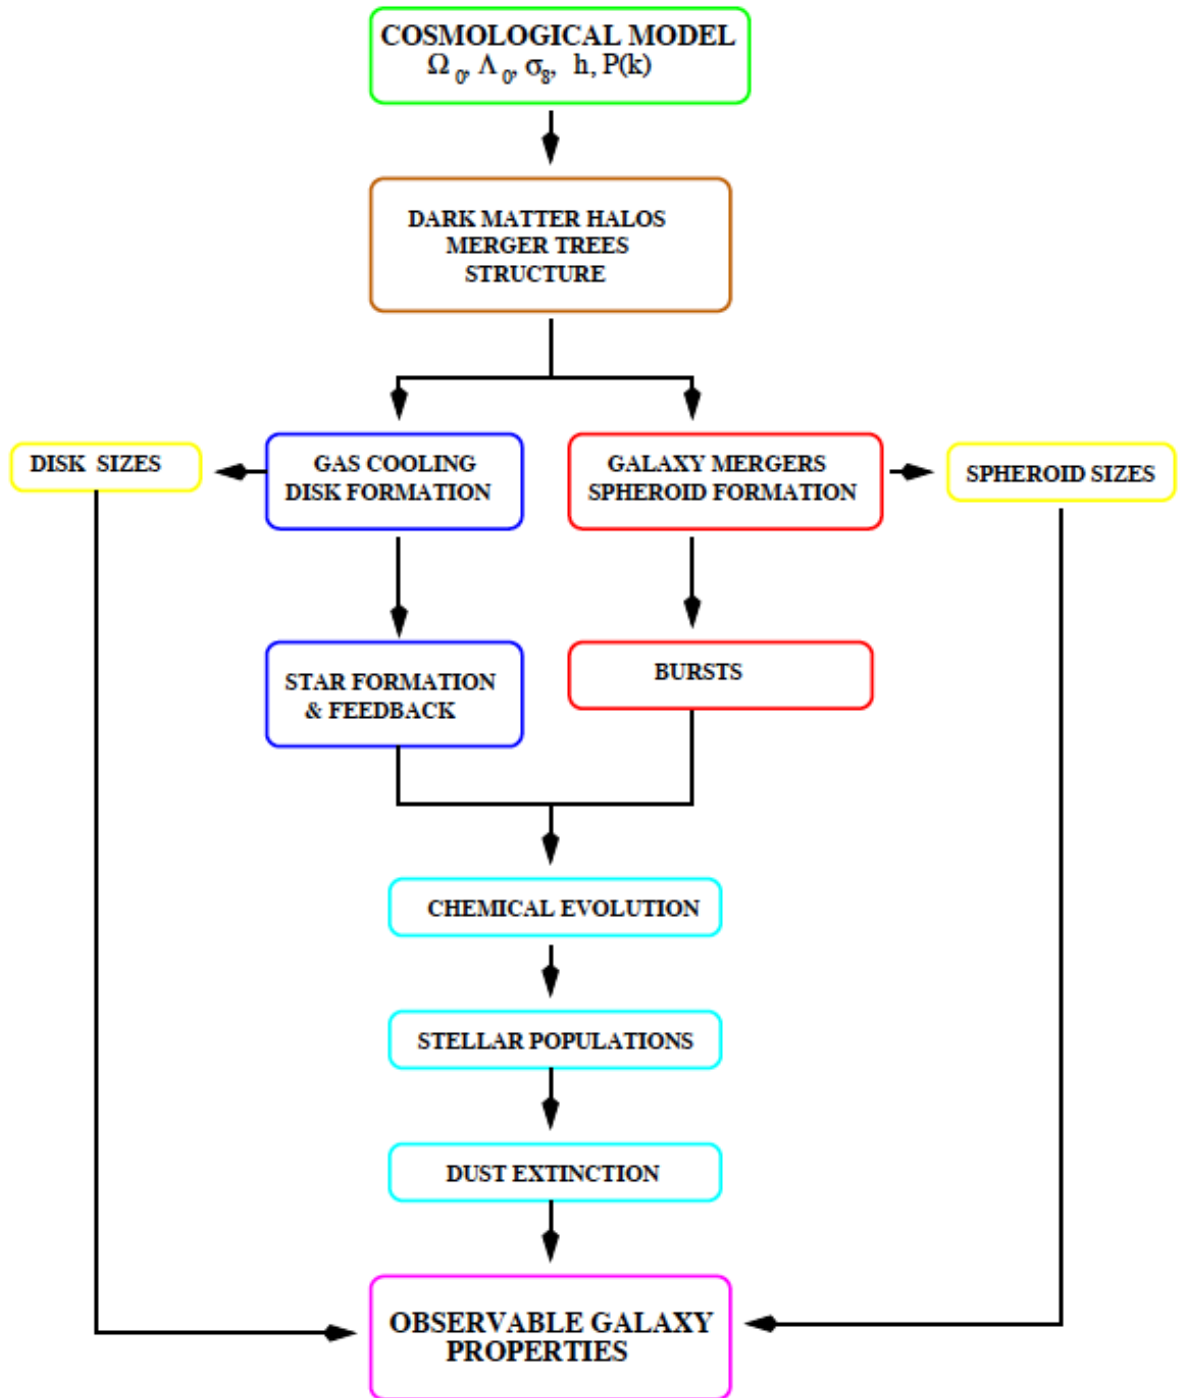 COSMOLOGICAL MODEL
Ω₀, Λ₀, σ₈, h, P(k)
DARK MATTER HALOS
MERGER TREES
STRUCTURE
DISK SIZES
GAS COOLING
DISK FORMATION
GALAXY MERGERS
SPHEROID FORMATION
SPHEROID SIZES
STAR FORMATION
& FEEDBACK
BURSTS
CHEMICAL EVOLUTION
STELLAR POPULATIONS
DUST EXTINCTION
OBSERVABLE GALAXY
PROPERTIES